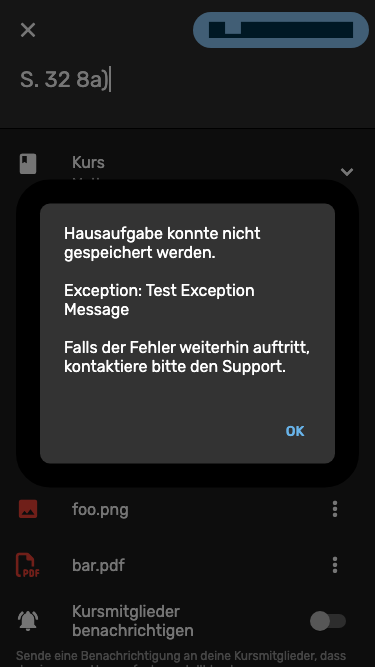 S. 32 8a)
Kurs
Hausaufgabe konnte nicht
gespeichert werden.
Exception: Test Exception
Message
Falls der Fehler weiterhin auftritt,
kontaktiere bitte den Support.
OK
foo.png
PDF
bar.pdf
Kursmitglieder
benachrichtigen
Sende eine Benachrichtigung an deine Kursmitglieder, dass